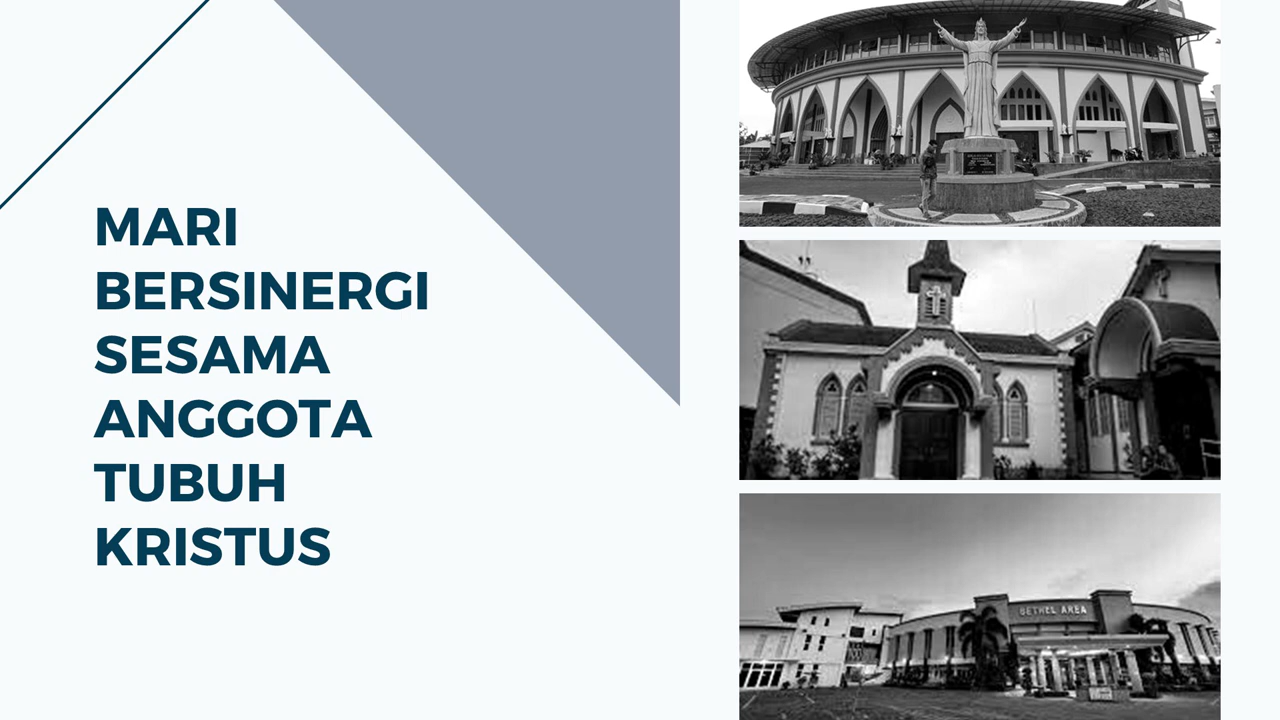 MARI
BERSINERGI
SESAMA
ANGGOTA
TUBUH
KRISTUS
BETHEL AREA